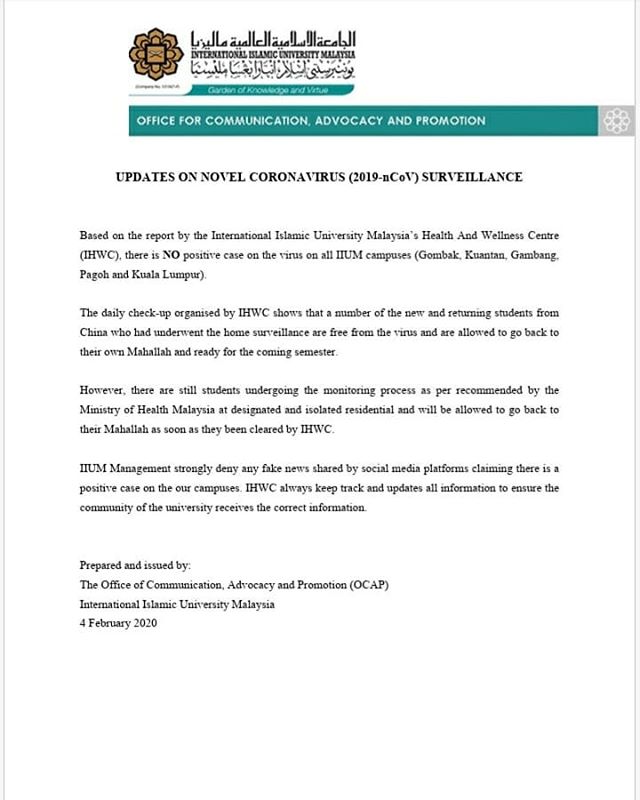 الجامعة الاسلامية العالمية ماليزيا
INTERNATIONAL ISLAMIC UNIVERSITY MALAYSIA
يونيۏرسيتي اسلام انتارابغسا مليسيا
Garden of Knowledge and Virtue
OFFICE FOR COMMUNICATION, ADVOCACY AND PROMOTION
UPDATES ON NOVEL CORONAVIRUS (2019-nCoV) SURVEILLANCE
Based on the report by the International Islamic University Malaysia's Health And Wellness Centre
(IHWC), there is NO positive case on the virus on all IIUM campuses (Gombak, Kuantan, Gambang,
Pagoh and Kuala Lumpur).
The daily check-up organised by IHWC shows that a number of the new and returning students from
China who had underwent the home surveillance are free from the virus and are allowed to go back to
their own Mahallah and ready for the coming semester.
However, there are still students undergoing the monitoring process as per recommended by the
Ministry of Health Malaysia at designated and isolated residential and will be allowed to go back to
their Mahallah as soon as they been cleared by IHWC.
IIUM Management strongly deny any fake news shared by social media platforms claiming there is a
positive case on the our campuses. IHWC always keep track and updates all information to ensure the
community of the university receives the correct information.
Prepared and issued by:
The Office of Communication, Advocacy and Promotion (OCAP)
International Islamic University Malaysia
4 February 2020